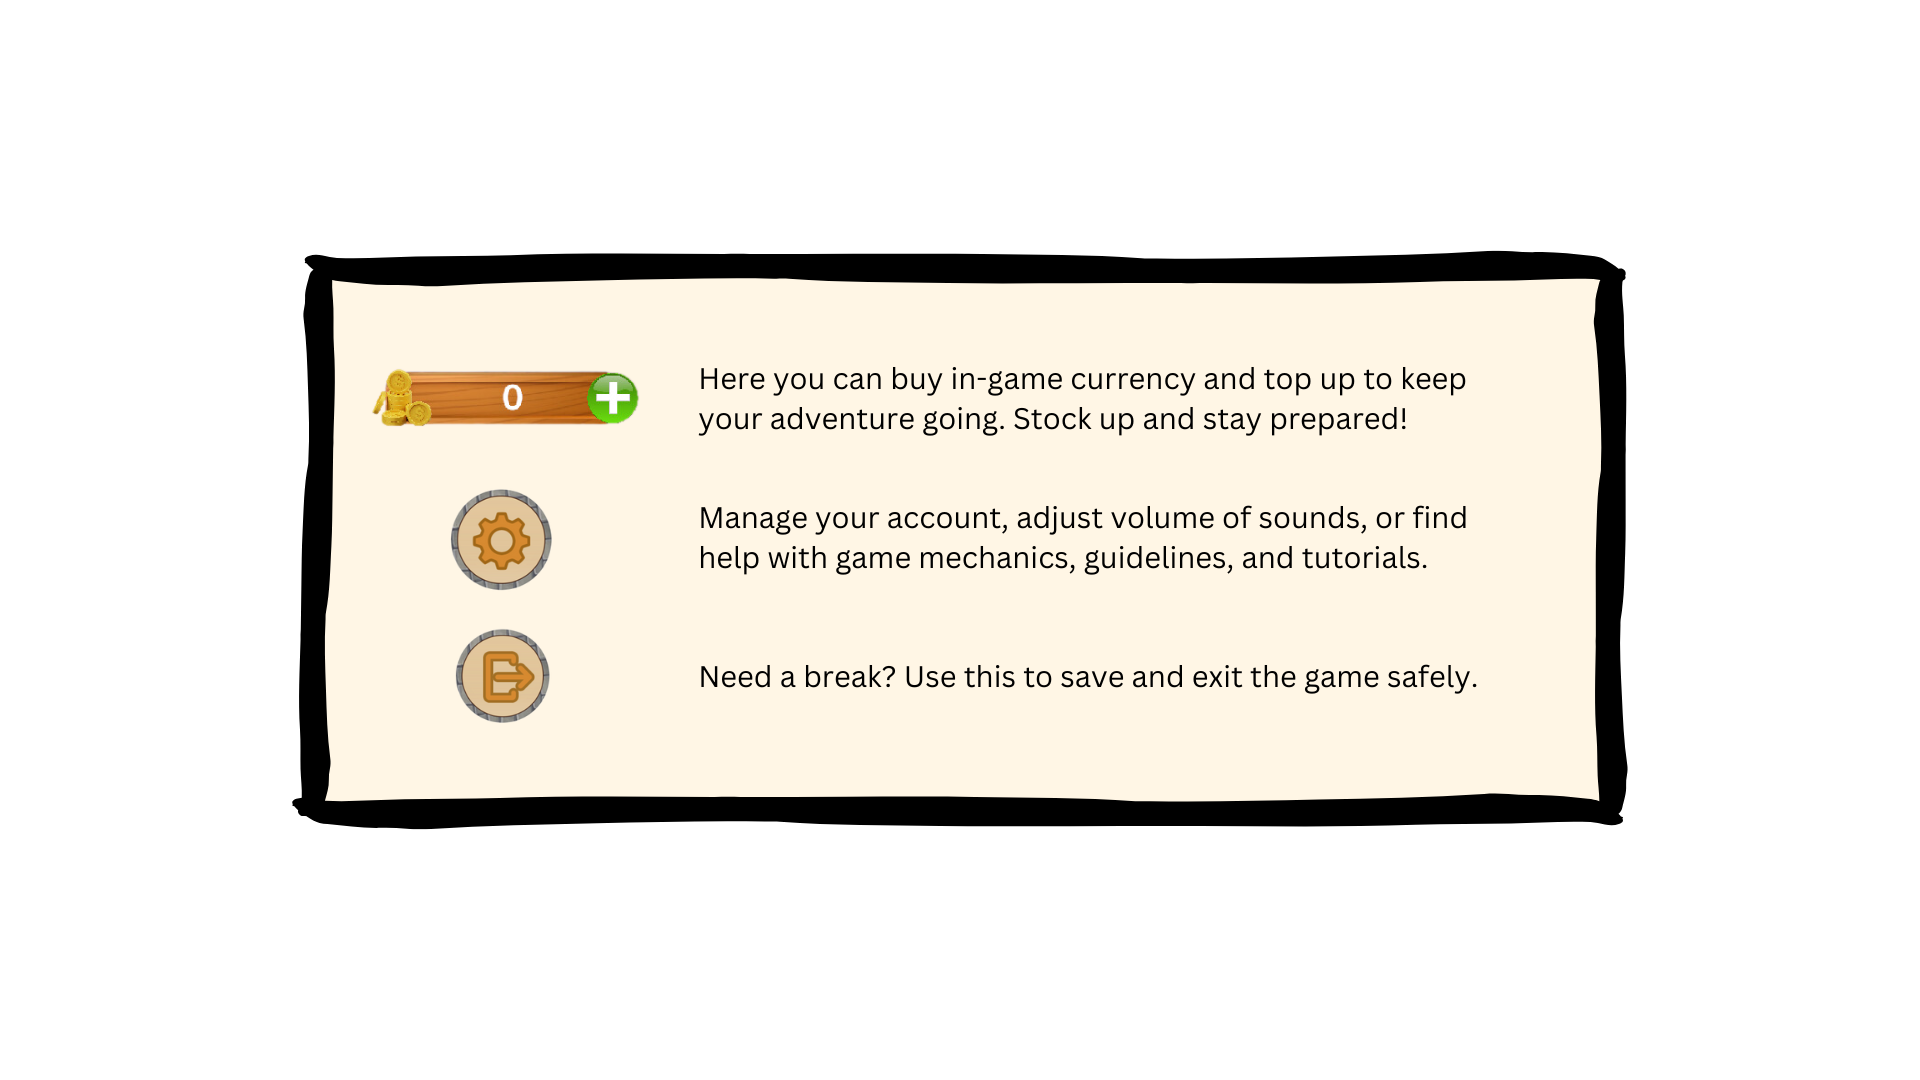 0
Here you can buy in-game currency and top up to keep
your adventure going. Stock up and stay prepared!
Manage your account, adjust volume of sounds, or find
help with game mechanics, guidelines, and tutorials.
Need a break? Use this to save and exit the game safely.